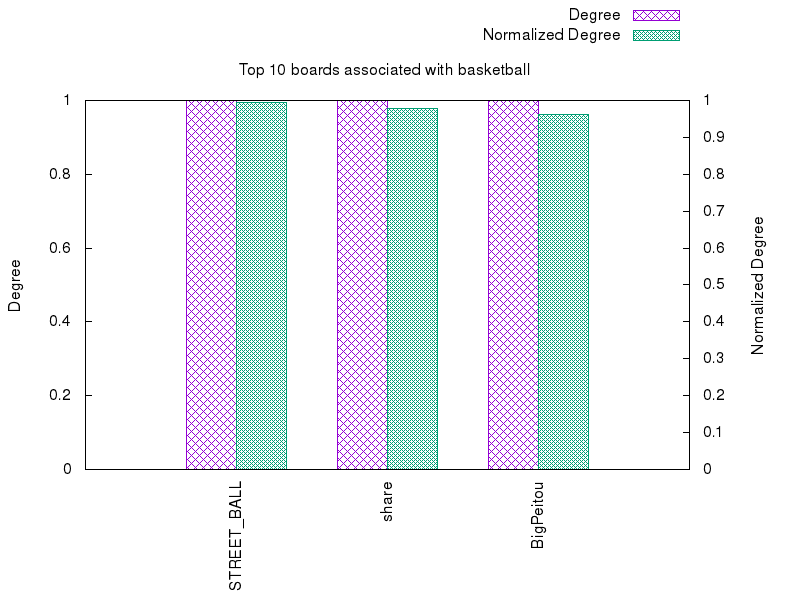 Degree
Normalized Degree
Top 10 boards associated with basketball
1
0.8
0.6
0.4
0.2
0
Degree
1
0.9
0.8
0.7
0.6
0.5
0.4
0.3
0.2
0.1
0
Normalized Degree
STREET_BALL
share
BigPeitou